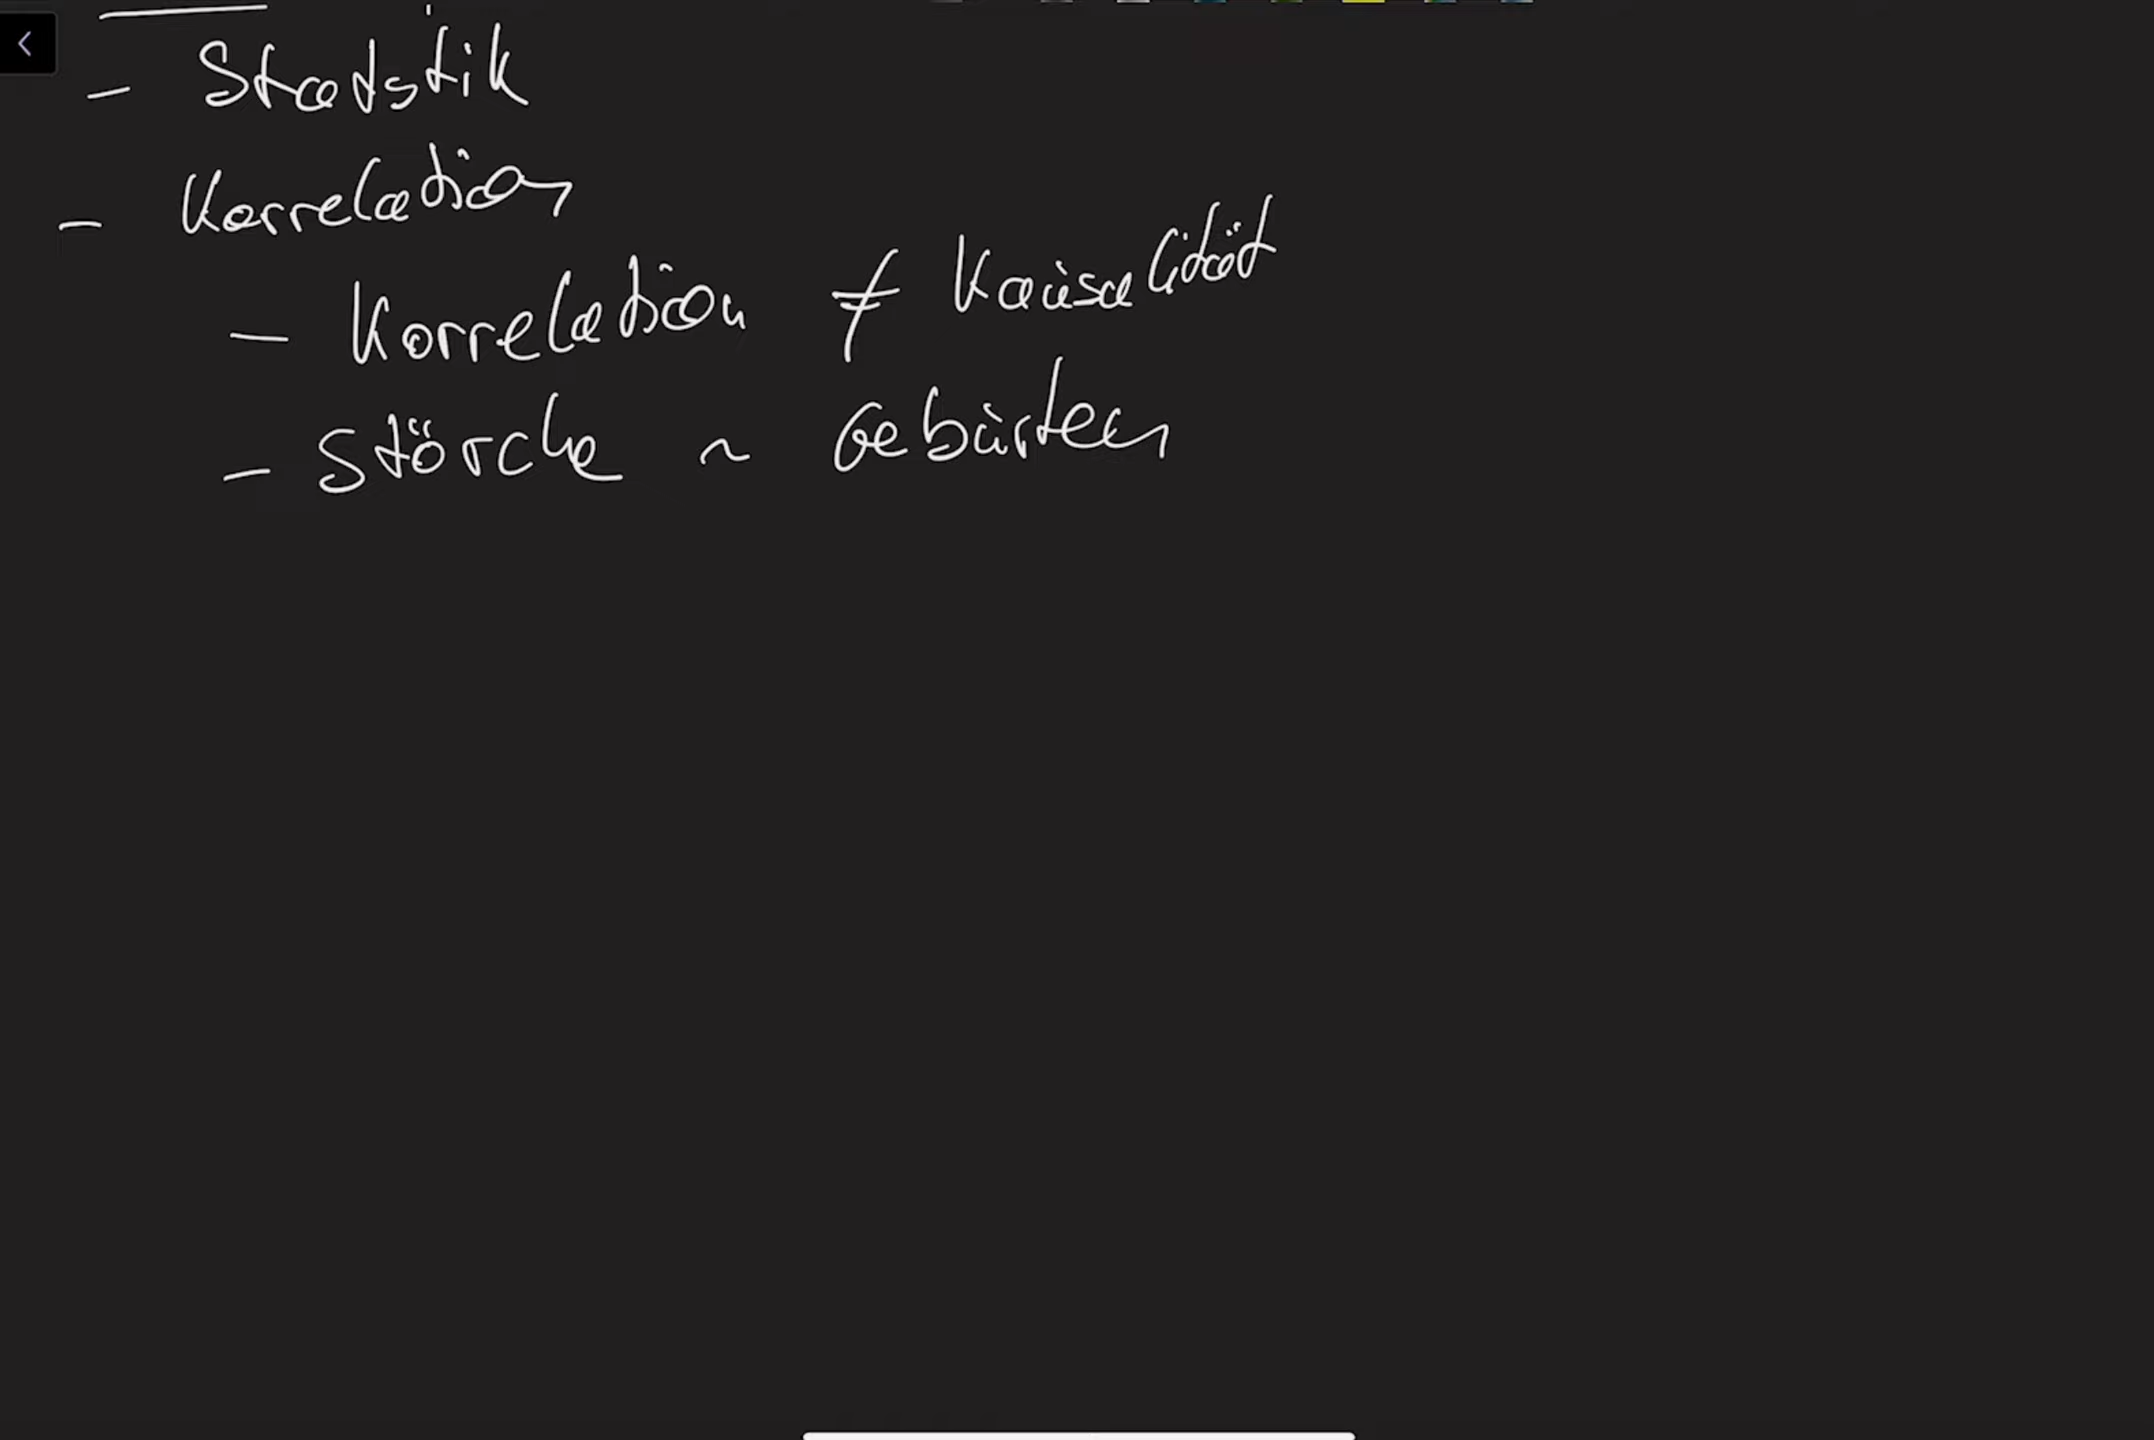 - Statistik
- Korrelation
- Korrelation ≠ Kausalität
- Störche ~ Geburten